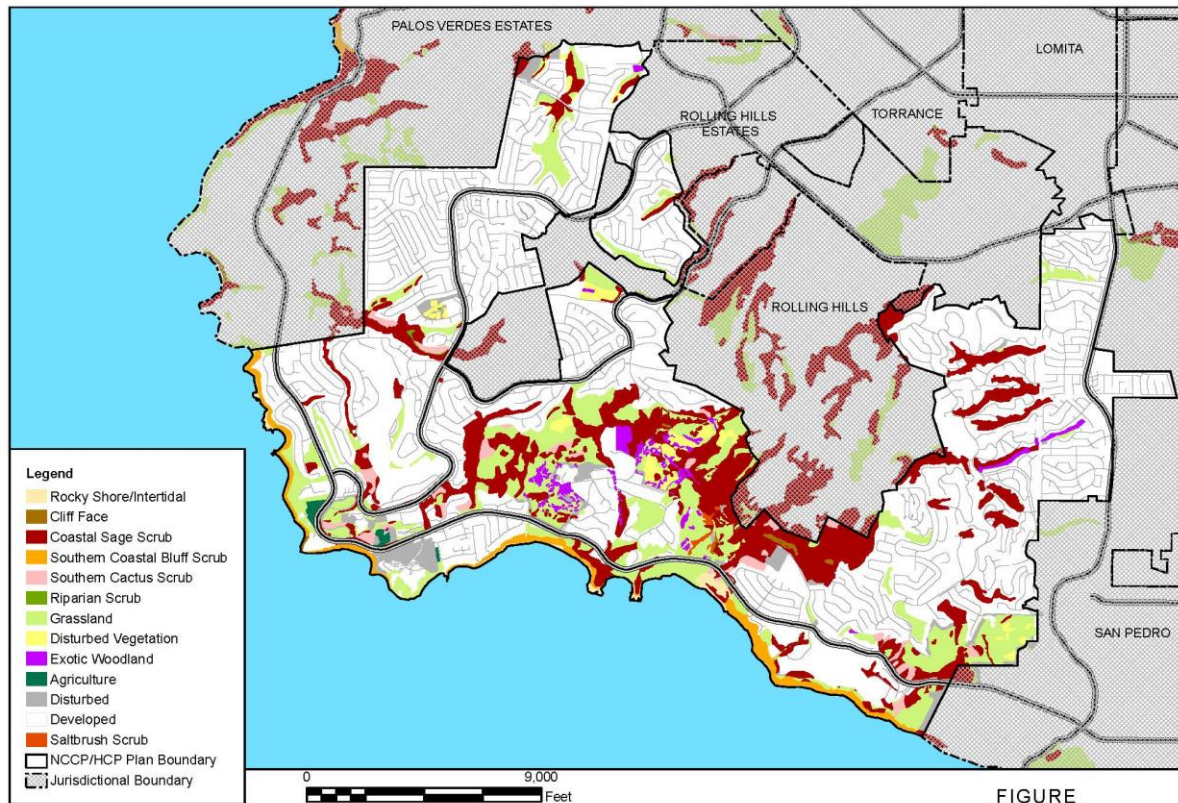 PALOS VERDES ESTATES
LOMITA
ROLLING HILLS
ESTATES
TORRANCE
ROLLING HILLS
SAN PEDRO
Legend
Rocky Shore/Intertidal
Cliff Face
Coastal Sage Scrub
Southern Coastal Bluff Scrub
Southern Cactus Scrub
Riparian Scrub
Grassland
Disturbed Vegetation
Exotic Woodland
Agriculture
Disturbed
Developed
Saltbrush Scrub
NCCP/HCP Plan Boundary
Jurisdictional Boundary
0 9,000
Feet
FIGURE